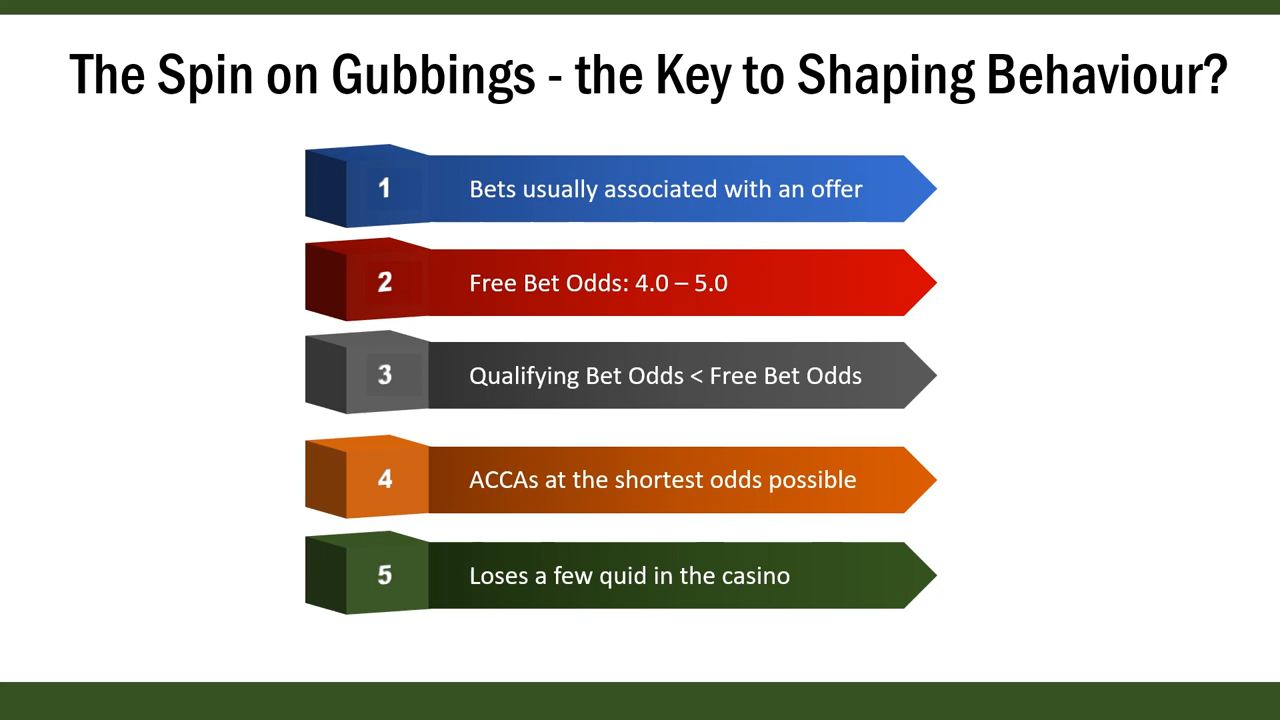 The Spin on Gubbings - the Key to Shaping Behaviour?
1 Bets usually associated with an offer
2 Free Bet Odds: 4.0 – 5.0
3 Qualifying Bet Odds < Free Bet Odds
4 ACCAs at the shortest odds possible
5 Loses a few quid in the casino